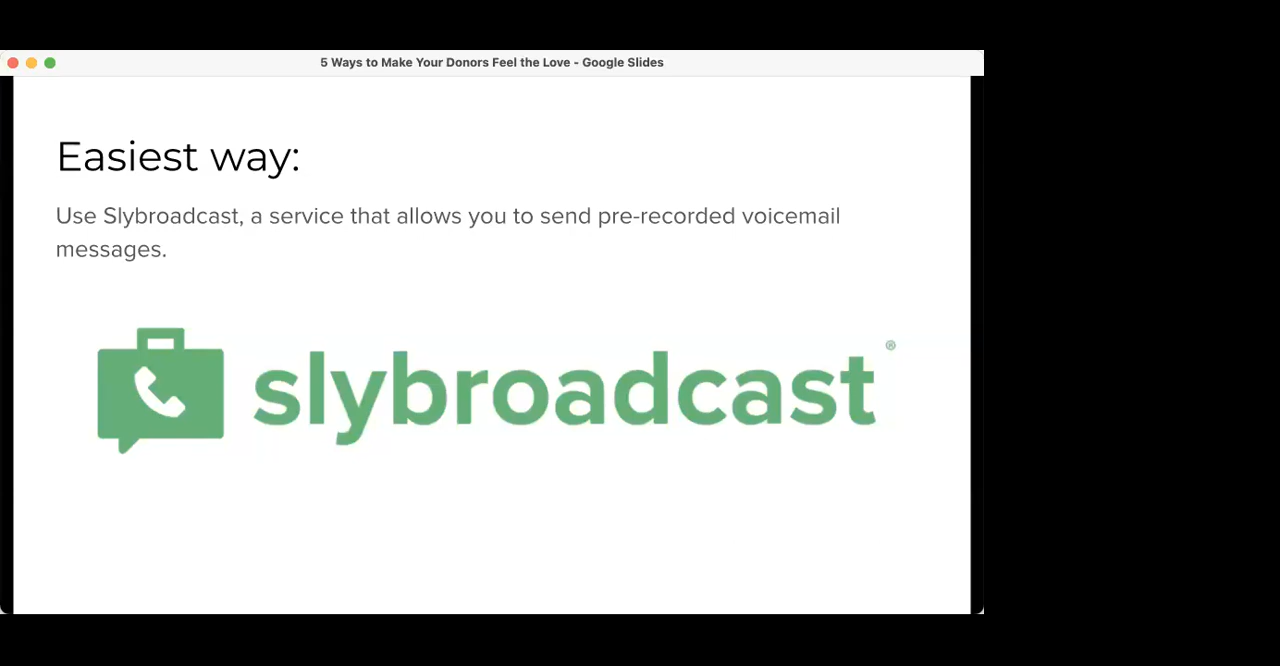 5 Ways to Make Your Donors Feel the Love - Google Slides
Easiest way:
Use Slybroadcast, a service that allows you to send pre-recorded voicemail
messages.
slybroadcast®